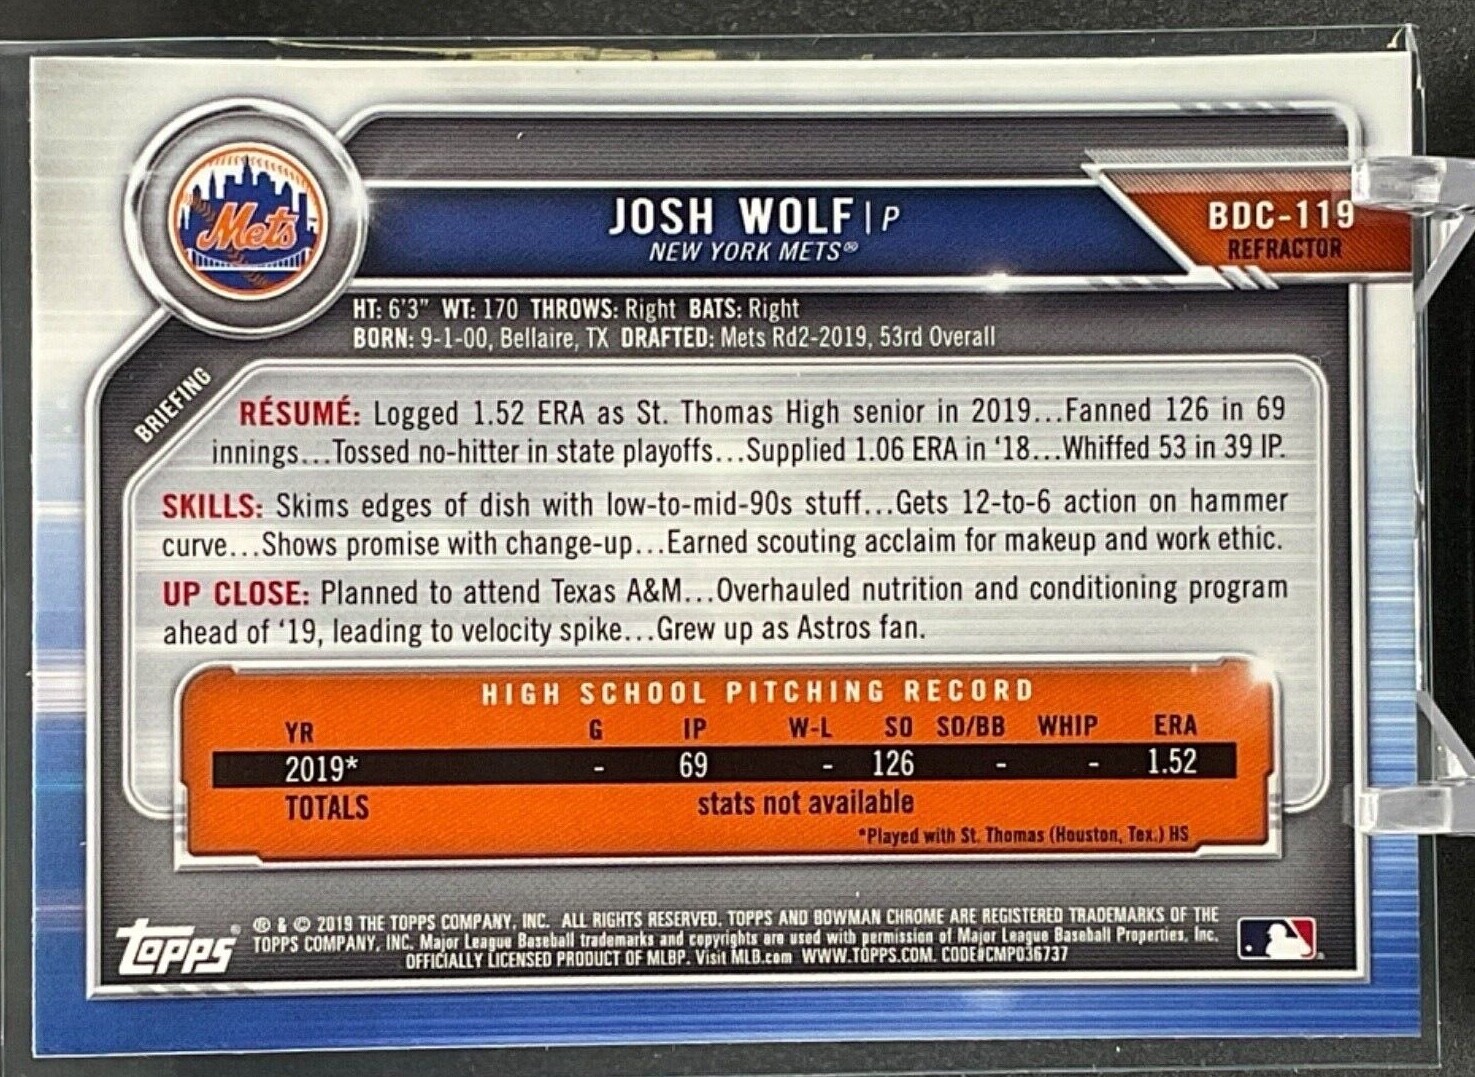 Mets
JOSH WOLF | P
NEW YORK METS®
BDC-119
REFRACTOR
HT: 6'3" WT: 170 THROWS: Right BATS: Right
BORN: 9-1-00, Bellaire, TX DRAFTED: Mets Rd2-2019, 53rd Overall
BRIEFING
RÉSUMÉ: Logged 1.52 ERA as St. Thomas High senior in 2019...Fanned 126 in 69
innings...Tossed no-hitter in state playoffs...Supplied 1.06 ERA in '18...Whiffed 53 in 39 IP.
SKILLS: Skims edges of dish with low-to-mid-90s stuff...Gets 12-to-6 action on hammer
curve...Shows promise with change-up...Earned scouting acclaim for makeup and work ethic.
UP CLOSE: Planned to attend Texas A&M...Overhauled nutrition and conditioning program
ahead of '19, leading to velocity spike...Grew up as Astros fan.
HIGH SCHOOL PITCHING RECORD
YR G IP W-L SO SO/BB WHIP ERA
2019* - 69 - 126 - - 1.52
TOTALS stats not available
*Played with St. Thomas (Houston, Tex.) HS
topps®
® & © 2019 THE TOPPS COMPANY, INC. ALL RIGHTS RESERVED. TOPPS AND BOWMAN CHROME ARE REGISTERED TRADEMARKS OF THE
TOPPS COMPANY, INC. Major League Baseball trademarks and copyrights are used with permission of Major League Baseball Properties, Inc.
OFFICIALLY LICENSED PRODUCT OF MLBP. Visit MLB.com WWW.TOPPS.COM. CODE#CMP036737